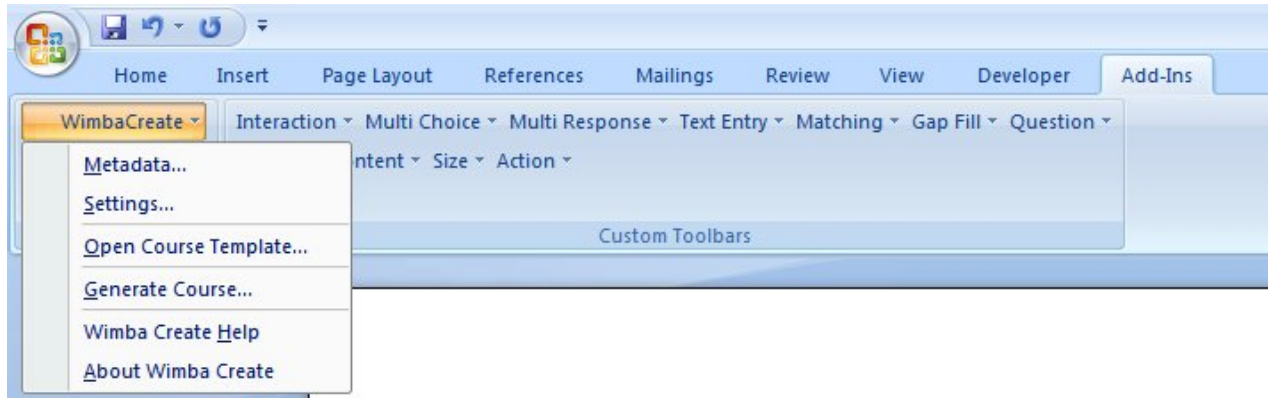 Home Insert Page Layout References Mailings Review View Developer Add-Ins
WimbaCreate Interaction Multi Choice Multi Response Text Entry Matching Gap Fill Question
Size Action
Metadata...
Settings...
Custom Toolbars
Open Course Template...
Generate Course...
Wimba Create Help
About Wimba Create